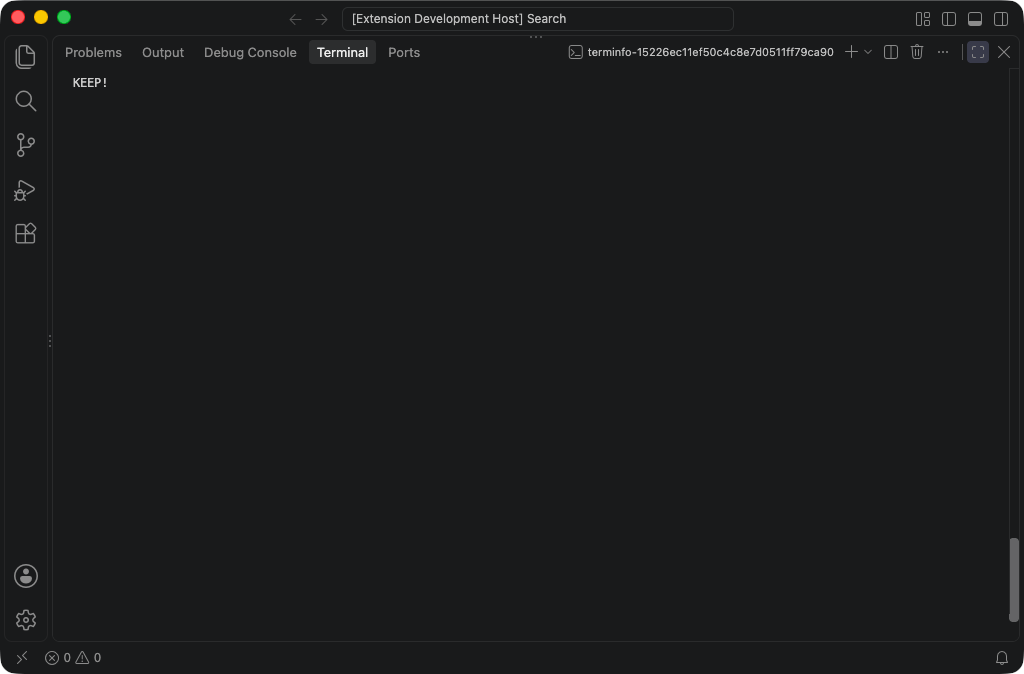 [Extension Development Host] Search
Problems Output Debug Console Terminal Ports terminfo-15226ec11ef50c4c8e7d0511ff79ca90
KEEP!
0 0